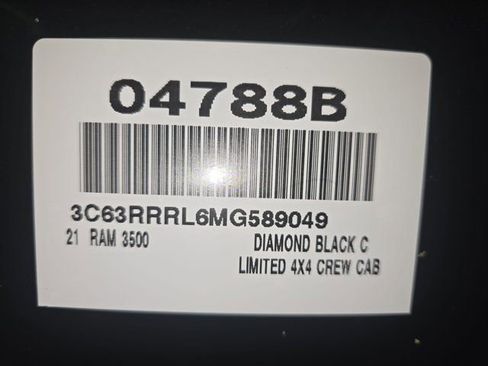 04788B
3C63RRRL6MG589049
21 RAM 3500 DIAMOND BLACK C
LIMITED 4X4 CREW CAB